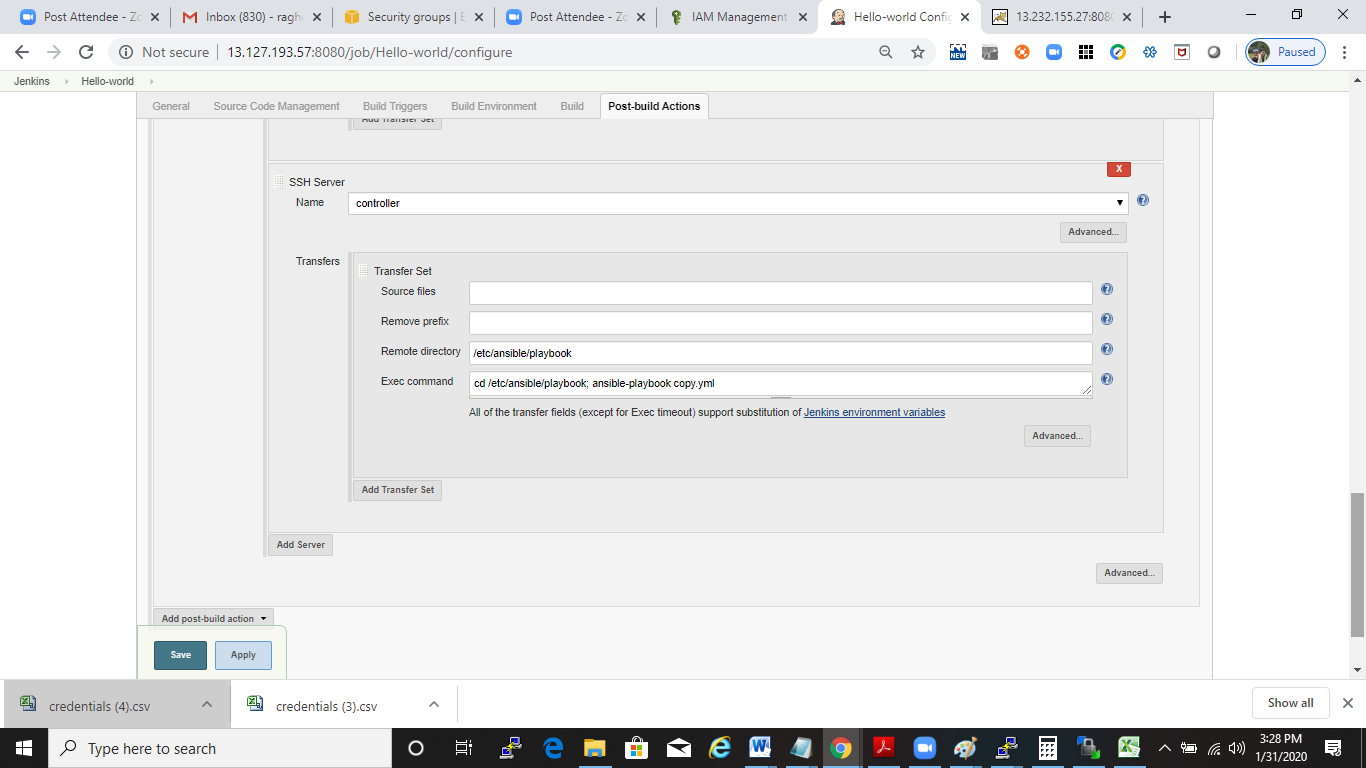 Post Attendee - Zo
Inbox (830) - ragh
Security groups | E
Post Attendee - Zo
IAM Management
Hello-world Config
13.232.155.27:8080
Not secure
13.127.193.57:8080/job/Hello-world/configure
NEW
Paused
Jenkins
Hello-world
General
Source Code Management
Build Triggers
Build Environment
Build
Post-build Actions
Add Transfer Set
X
SSH Server
Name
controller
Advanced...
Transfers
Transfer Set
Source files
Remove prefix
Remote directory
/etc/ansible/playbook
Exec command
cd /etc/ansible/playbook; ansible-playbook copy.yml
All of the transfer fields (except for Exec timeout) support substitution of Jenkins environment variables
Advanced...
Add Transfer Set
Add Server
Advanced...
Add post-build action
Save
Apply
credentials (4).csv
credentials (3).csv
Show all
Type here to search
3:28 PM
1/31/2020